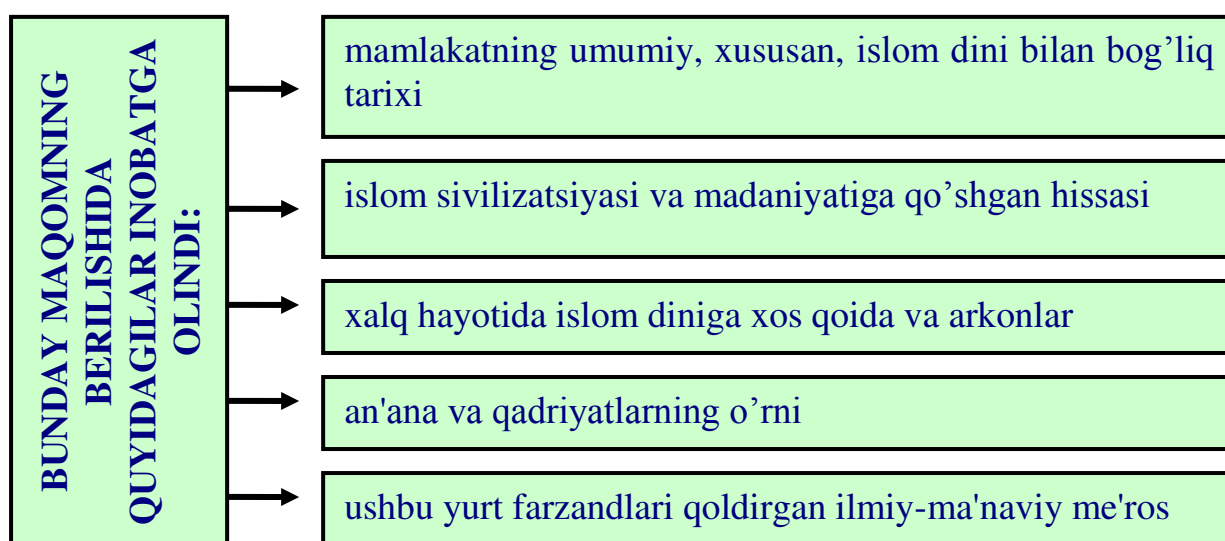 BUNDAY MAQOMNING
BERILISHIDA
QUYIDAGILAR INOBATGA
OLINDI:
mamlakatning umumiy, xususan, islom dini bilan bog’liq
tarixi
islom sivilizatsiyasi va madaniyatiga qo’shgan hissasi
xalq hayotida islom diniga xos qoida va arkonlar
an'ana va qadriyatlarning o’rni
ushbu yurt farzandlari qoldirgan ilmiy-ma'naviy me'ros